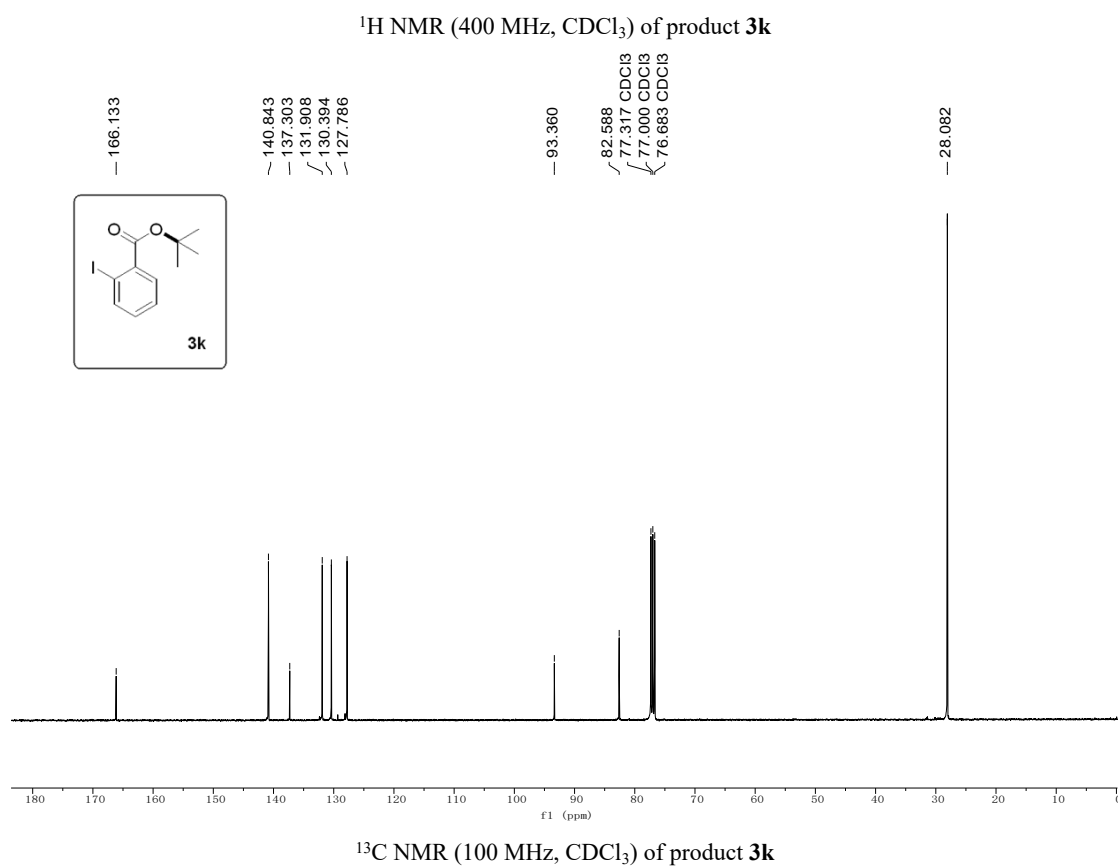 ¹H NMR (400 MHz, CDCl₃) of product 3k
166.133
140.843
137.303
131.908
130.394
127.786
93.360
82.588
77.317 CDCl3
77.000 CDCl3
76.683 CDCl3
28.082
O
O
I
3k
180 170 160 150 140 130 120 110 100 90 80 70 60 50 40 30 20 10 0
f1 (ppm)
¹³C NMR (100 MHz, CDCl₃) of product 3k